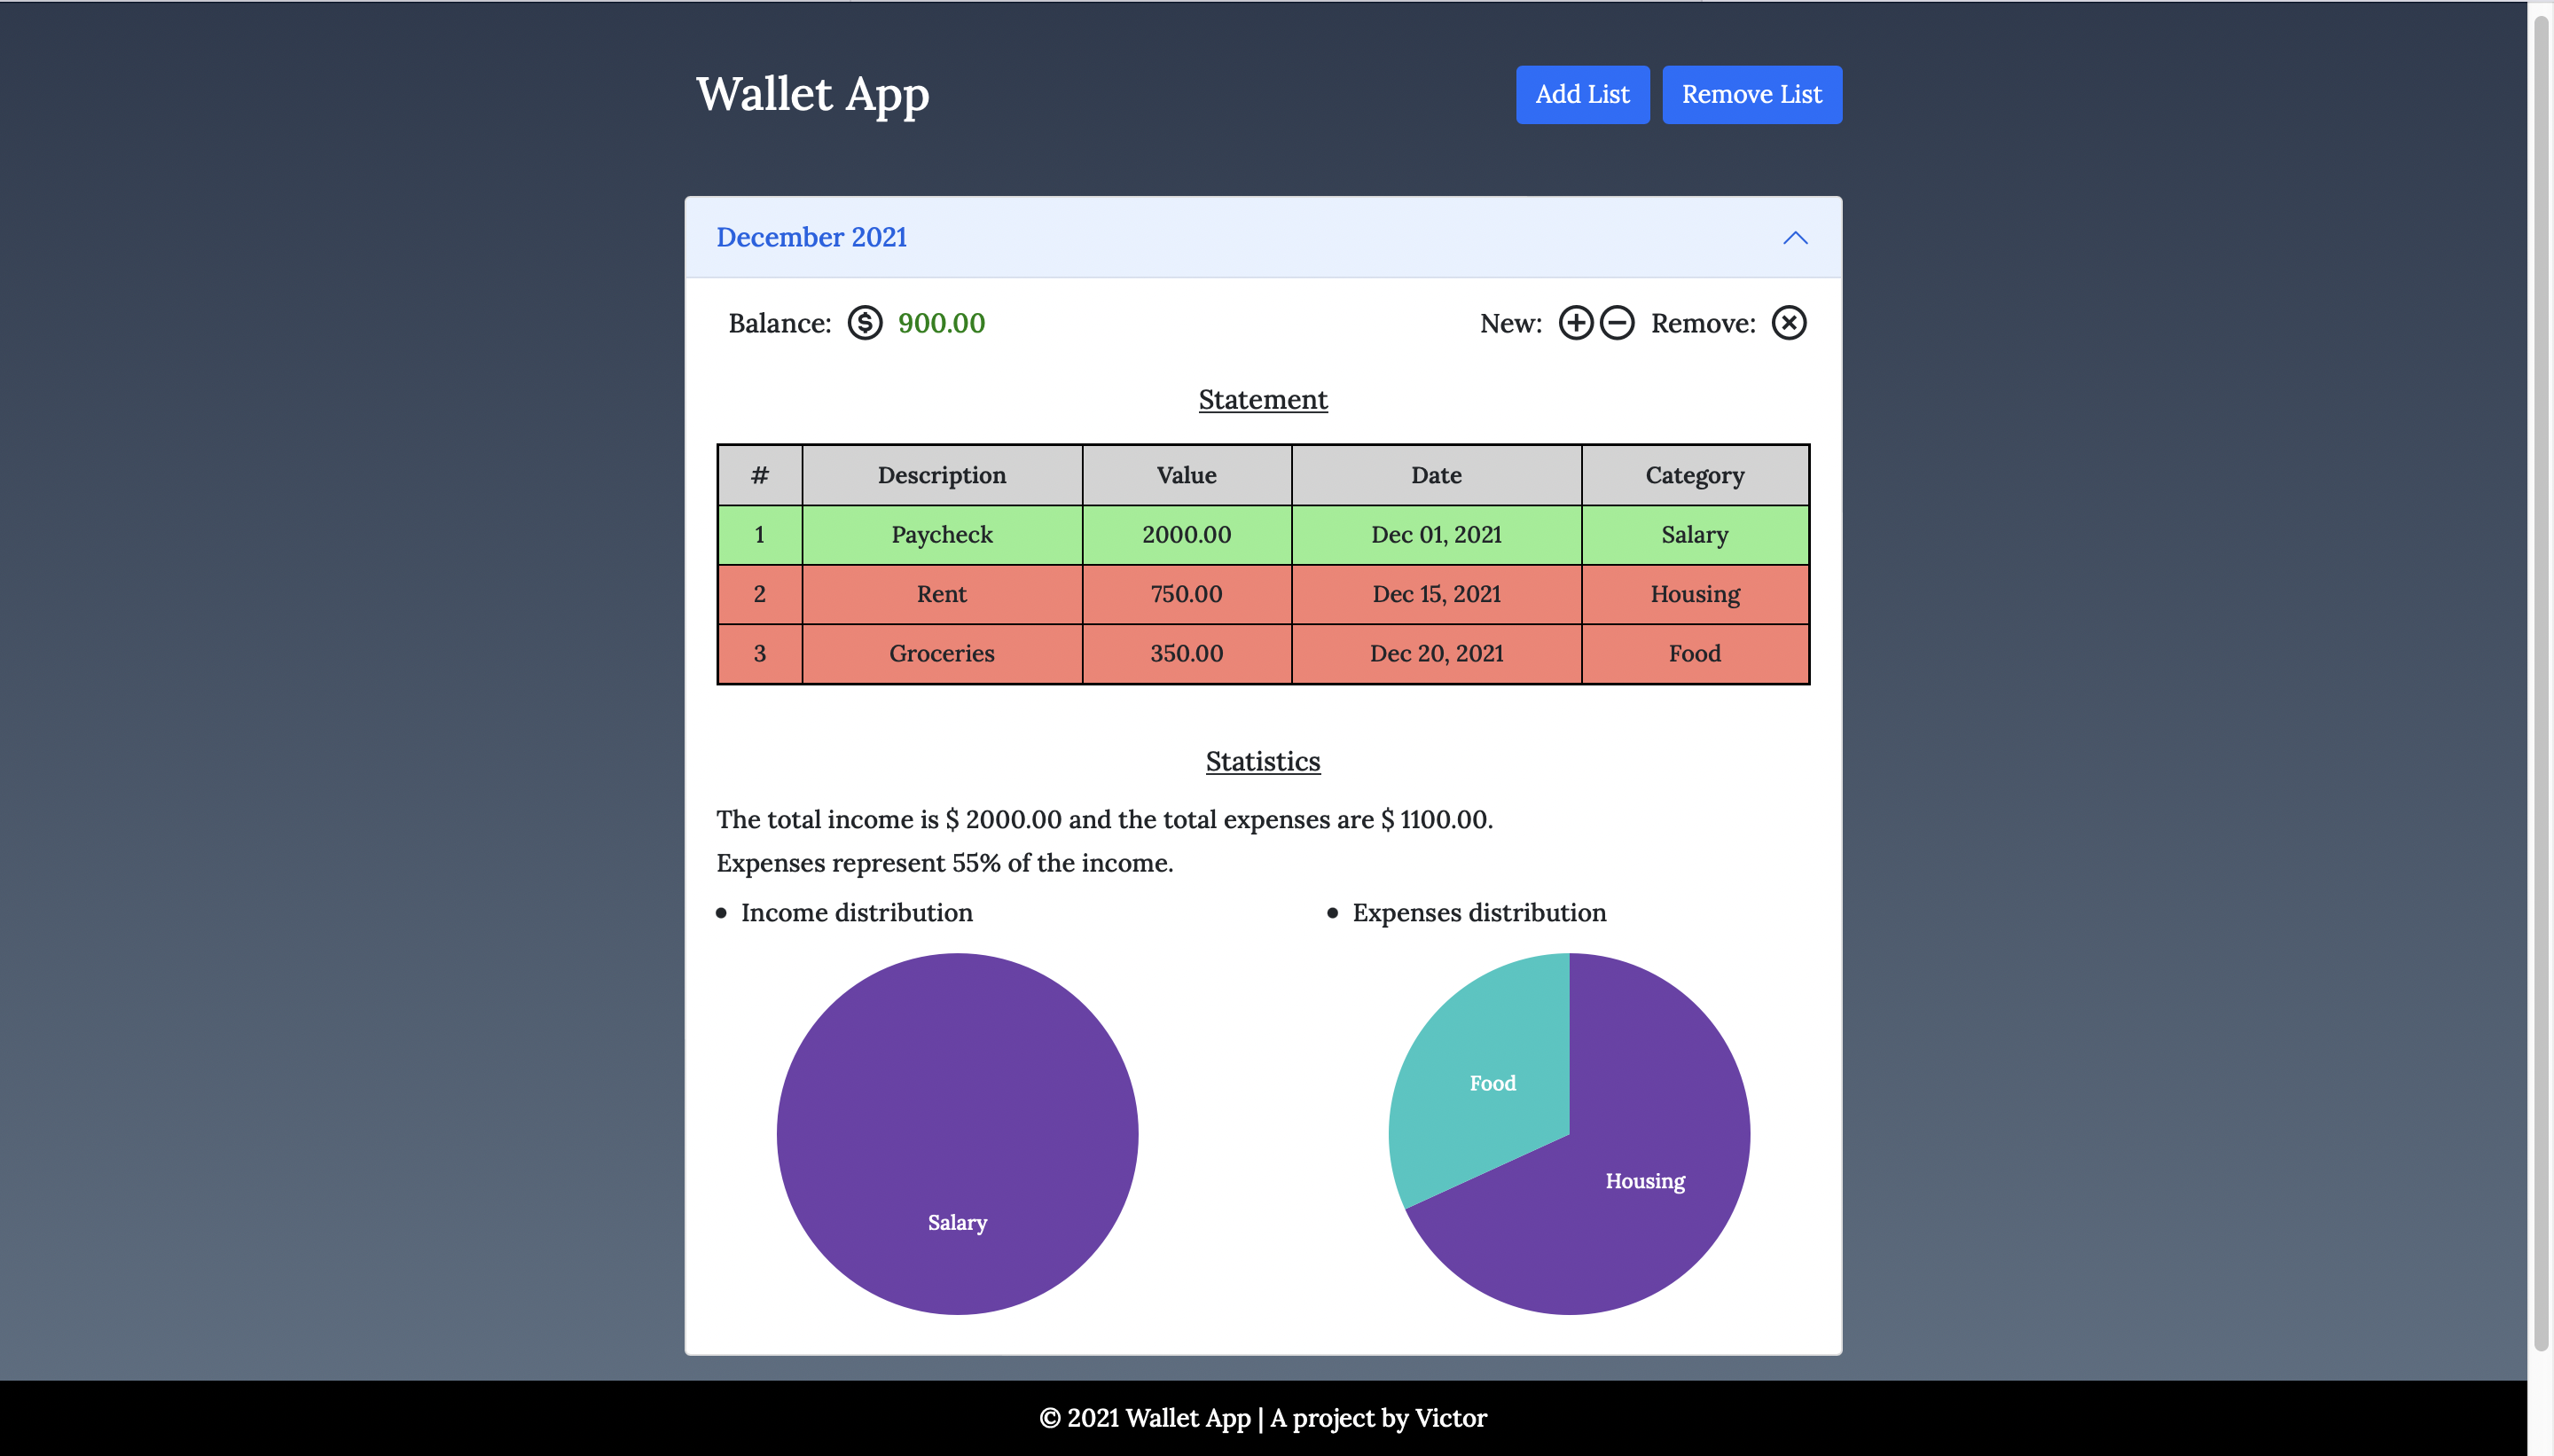 Wallet App
Add List Remove List
December 2021
Balance: $ 900.00 New: Remove:
Statement
# Description Value Date Category
1 Paycheck 2000.00 Dec 01, 2021 Salary
2 Rent 750.00 Dec 15, 2021 Housing
3 Groceries 350.00 Dec 20, 2021 Food
Statistics
The total income is $ 2000.00 and the total expenses are $ 1100.00.
Expenses represent 55% of the income.
• Income distribution
Salary
• Expenses distribution
Food
Housing
© 2021 Wallet App | A project by Victor